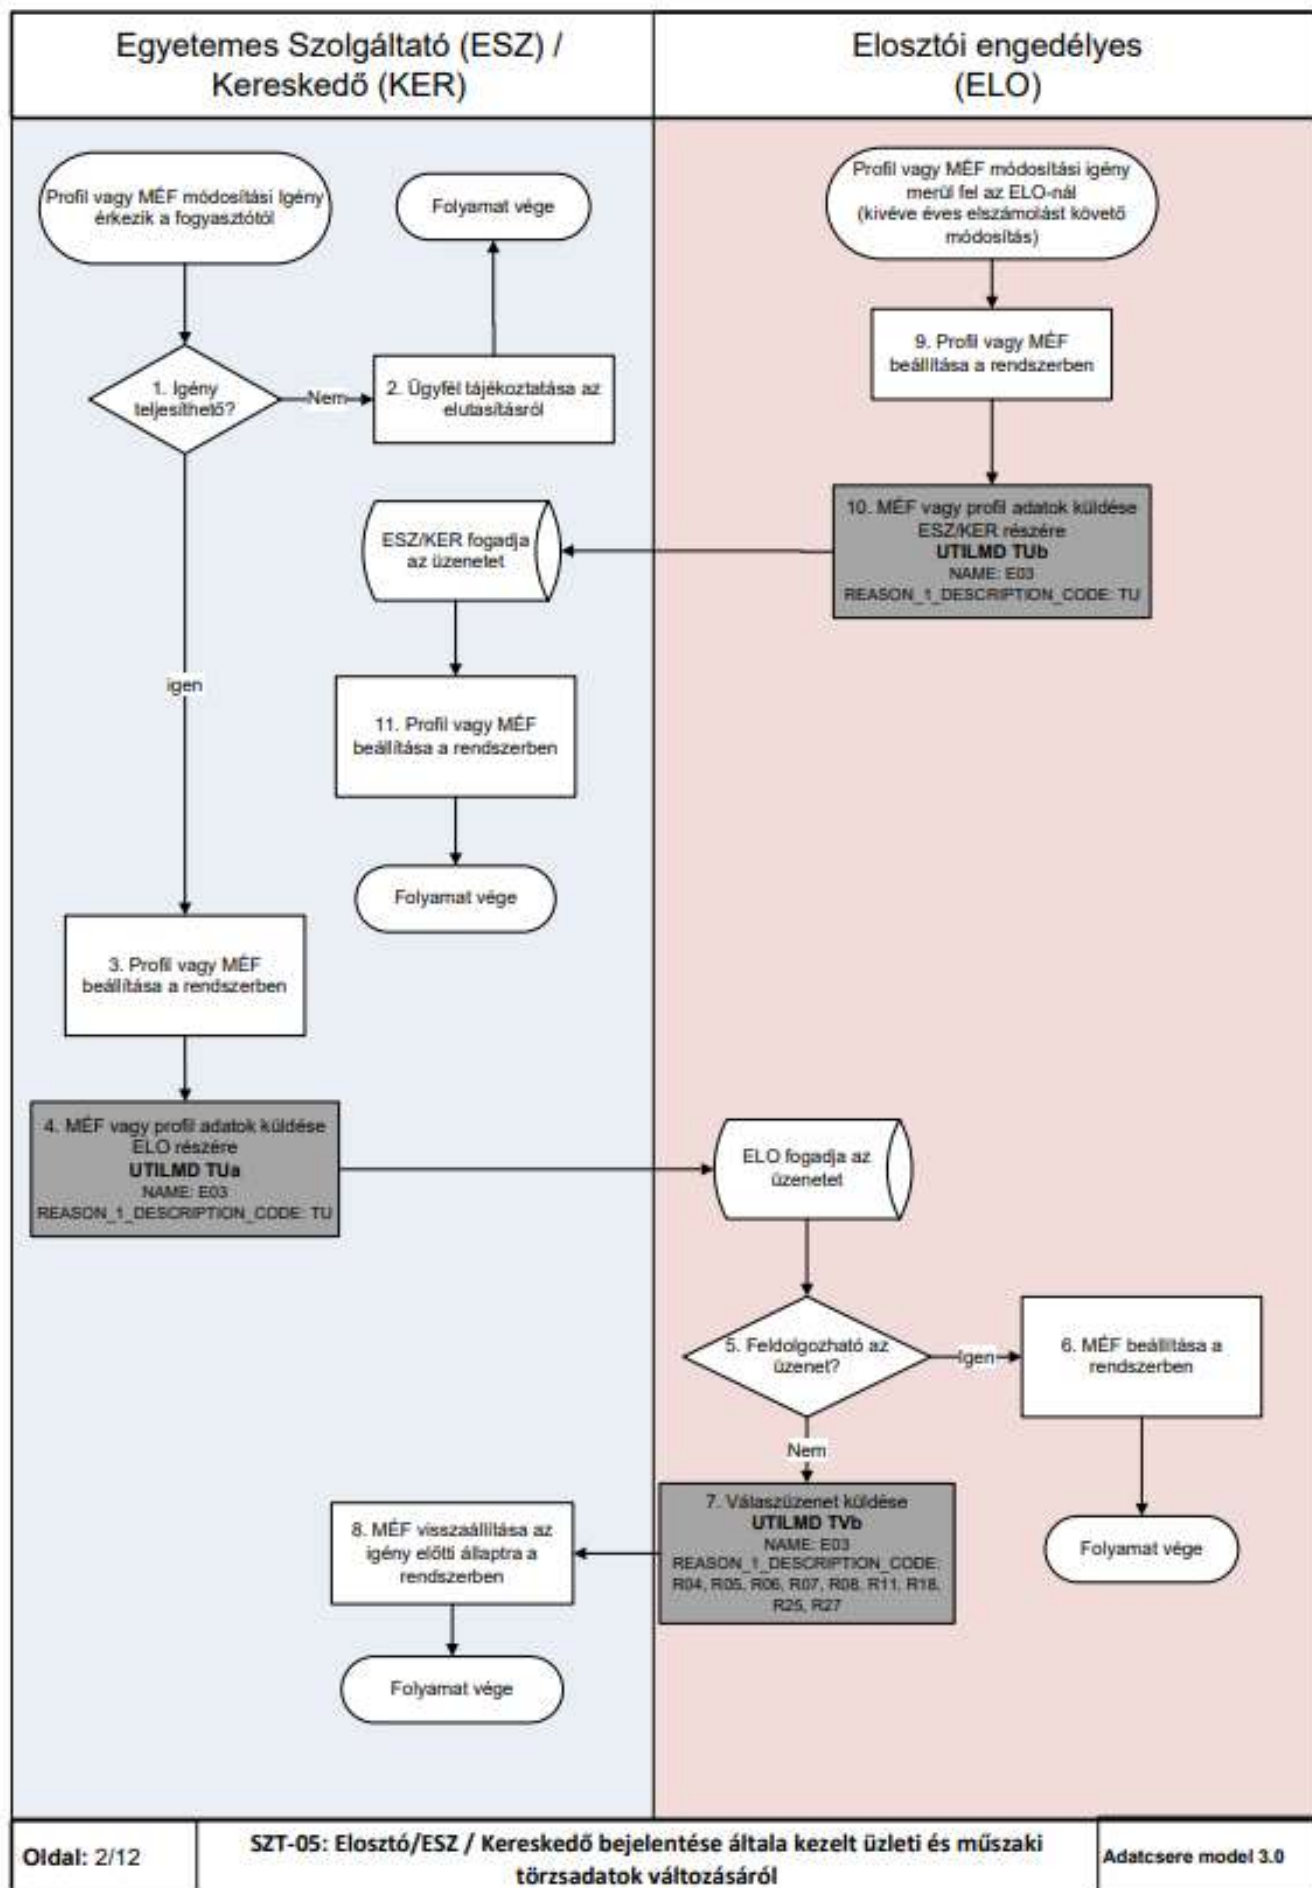 Egyetemes Szolgáltató (ESZ) /
Kereskedő (KER)
Elosztói engedélyes
(ELO)
Profil vagy MÉF módosítási Igény
érkezik a fogyasztótól
Folyamat vége
Profil vagy MÉF módosítási igény
merül fel az ELO-nál
(kivéve éves elszámolást követő
módosítás)
1. Igény
teljesíthető?
Nem
2. Ügyfél tájékoztatása az
elutasításról
9. Profil vagy MÉF
beállítása a rendszerben
10. MÉF vagy profil adatok küldése
ESZ/KER részére
UTILMD TUb
NAME: E03
REASON_1_DESCRIPTION_CODE: TU
ESZ/KER fogadja
az üzenetet
igen
11. Profil vagy MÉF
beállítása a rendszerben
Folyamat vége
3. Profil vagy MÉF
beállítása a rendszerben
4. MÉF vagy profil adatok küldése
ELO részére
UTILMD TUa
NAME: E03
REASON_1_DESCRIPTION_CODE: TU
ELO fogadja az
üzenetet
5. Feldolgozható az
üzenet?
Igen
6. MÉF beállítása a
rendszerben
Nem
7. Válaszüzenet küldése
UTILMD TVb
NAME: E03
REASON_1_DESCRIPTION_CODE:
R04, R05, R06, R07, R08, R11, R18,
R25, R27
8. MÉF visszaállítása az
igény előtti állaptra a
rendszerben
Folyamat vége
Folyamat vége
Oldal: 2/12
SZT-05: Elosztó/ESZ / Kereskedő bejelentése általa kezelt üzleti és műszaki
törzsadatok változásáról
Adatcsere model 3.0